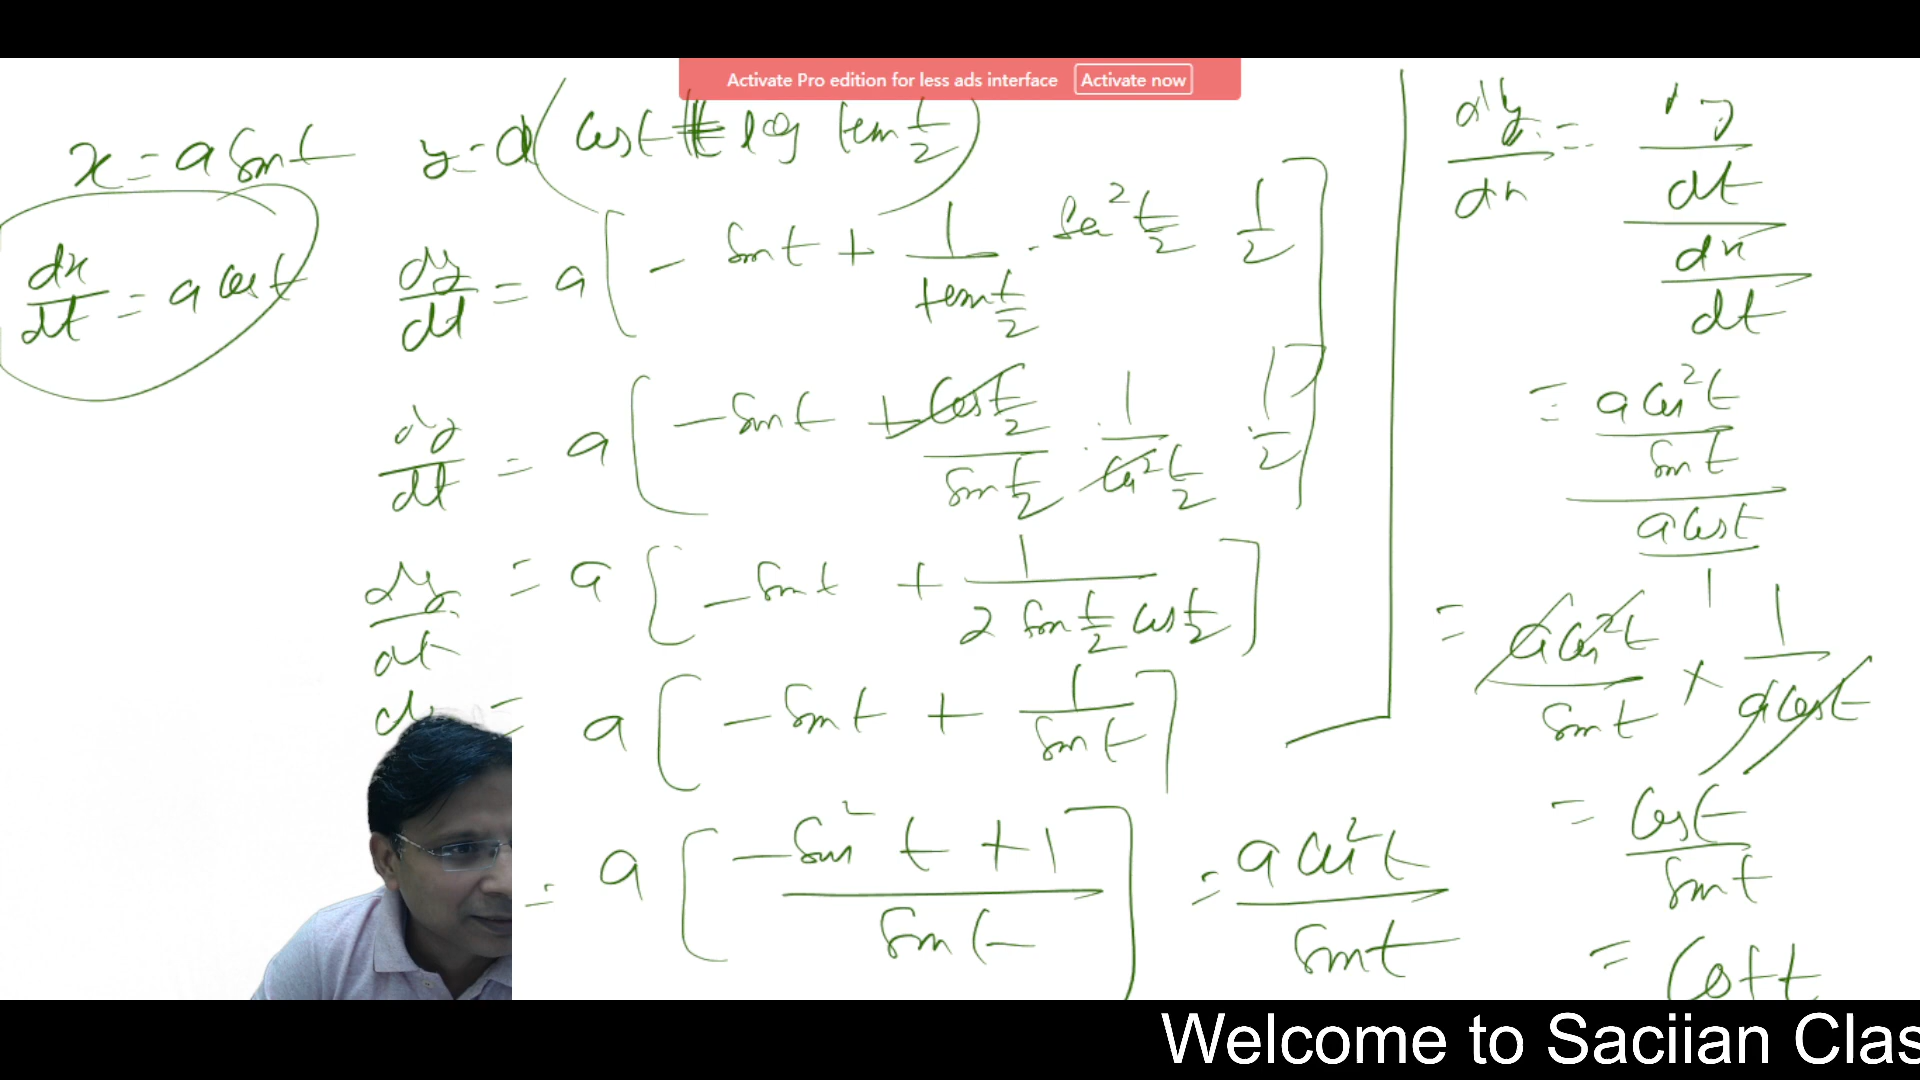 Activate Pro edition for less ads interface Activate now
x = a sin t
y = a ( cos t + log tan t/2 )
dx/dt = a cos t
dy/dt = a [ - sin t + 1/tan t/2 . sec² t/2 1/2 ]
dy/dt = a [ - sin t + cos t/2 / sin t/2 . 1/cos² t/2 . 1/2 ]
dy/dt = a [ - sin t + 1 / 2 sin t/2 cos t/2 ]
= a [ - sin t + 1/sin t ]
= a [ - sin² t + 1 / sin t ] = a cos² t / sin t
dy/dx = dy/dt / dx/dt
= a cos² t / sin t / a cos t / 1
= a cos² t / sin t × 1 / a cos t
= cos t / sin t
= cot t
Welcome to Saciian Clas